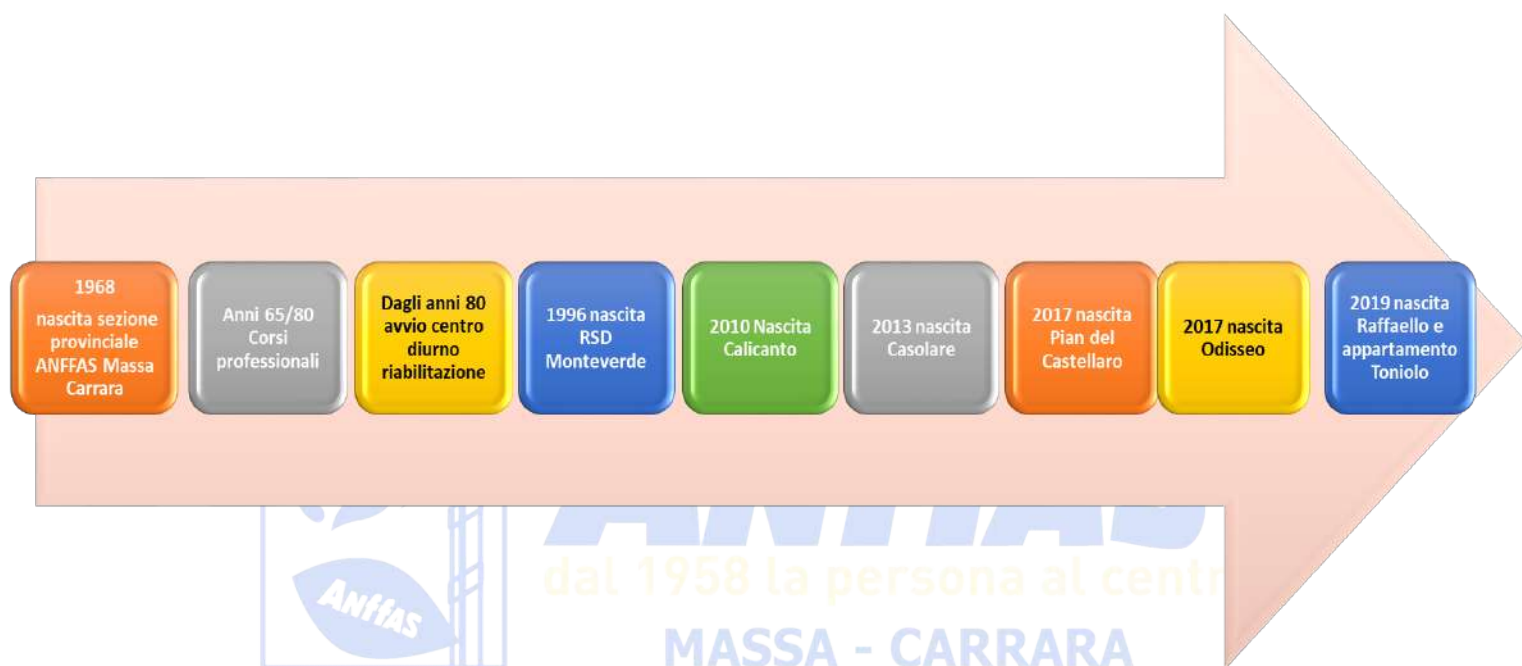 1968
nascita sezione
provinciale
ANFFAS Massa
Carrara
Anni 65/80
Corsi
professionali
Dagli anni 80
avvio centro
diurno
riabilitazione
1996 nascita
RSD
Monteverde
2010 Nascita
Calicanto
2013 nascita
Casolare
2017 nascita
Pian del
Castellaro
2017 nascita
Odisseo
2019 nascita
Raffaello e
appartamento
Toniolo
dal 1958 la persona al centr
Anffas
MASSA - CARRARA